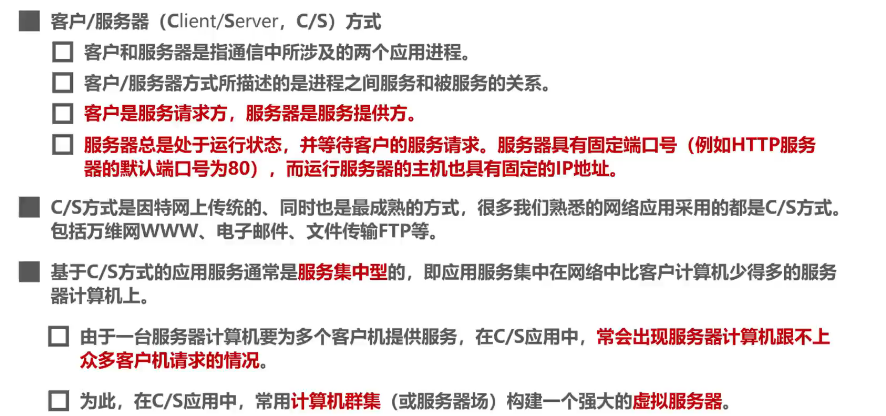 客户/服务器（Client/Server，C/S）方式
客户和服务器是指通信中所涉及的两个应用进程。
客户/服务器方式所描述的是进程之间服务和被服务的关系。
客户是服务请求方，服务器是服务提供方。
服务器总是处于运行状态，并等待客户的服务请求。服务器具有固定端口号（例如HTTP服务
器的默认端口号为80），而运行服务器的主机也具有固定的IP地址。
C/S方式是因特网上传统的、同时也是最成熟的方式，很多我们熟悉的网络应用采用的都是C/S方式。
包括万维网WWW、电子邮件、文件传输FTP等。
基于C/S方式的应用服务通常是服务集中型的，即应用服务集中在网络中比客户计算机少得多的服务
器计算机上。
由于一台服务器计算机要为多个客户机提供服务，在C/S应用中，常会出现服务器计算机跟不上
众多客户机请求的情况。
为此，在C/S应用中，常用计算机群集（或服务器场）构建一个强大的虚拟服务器。